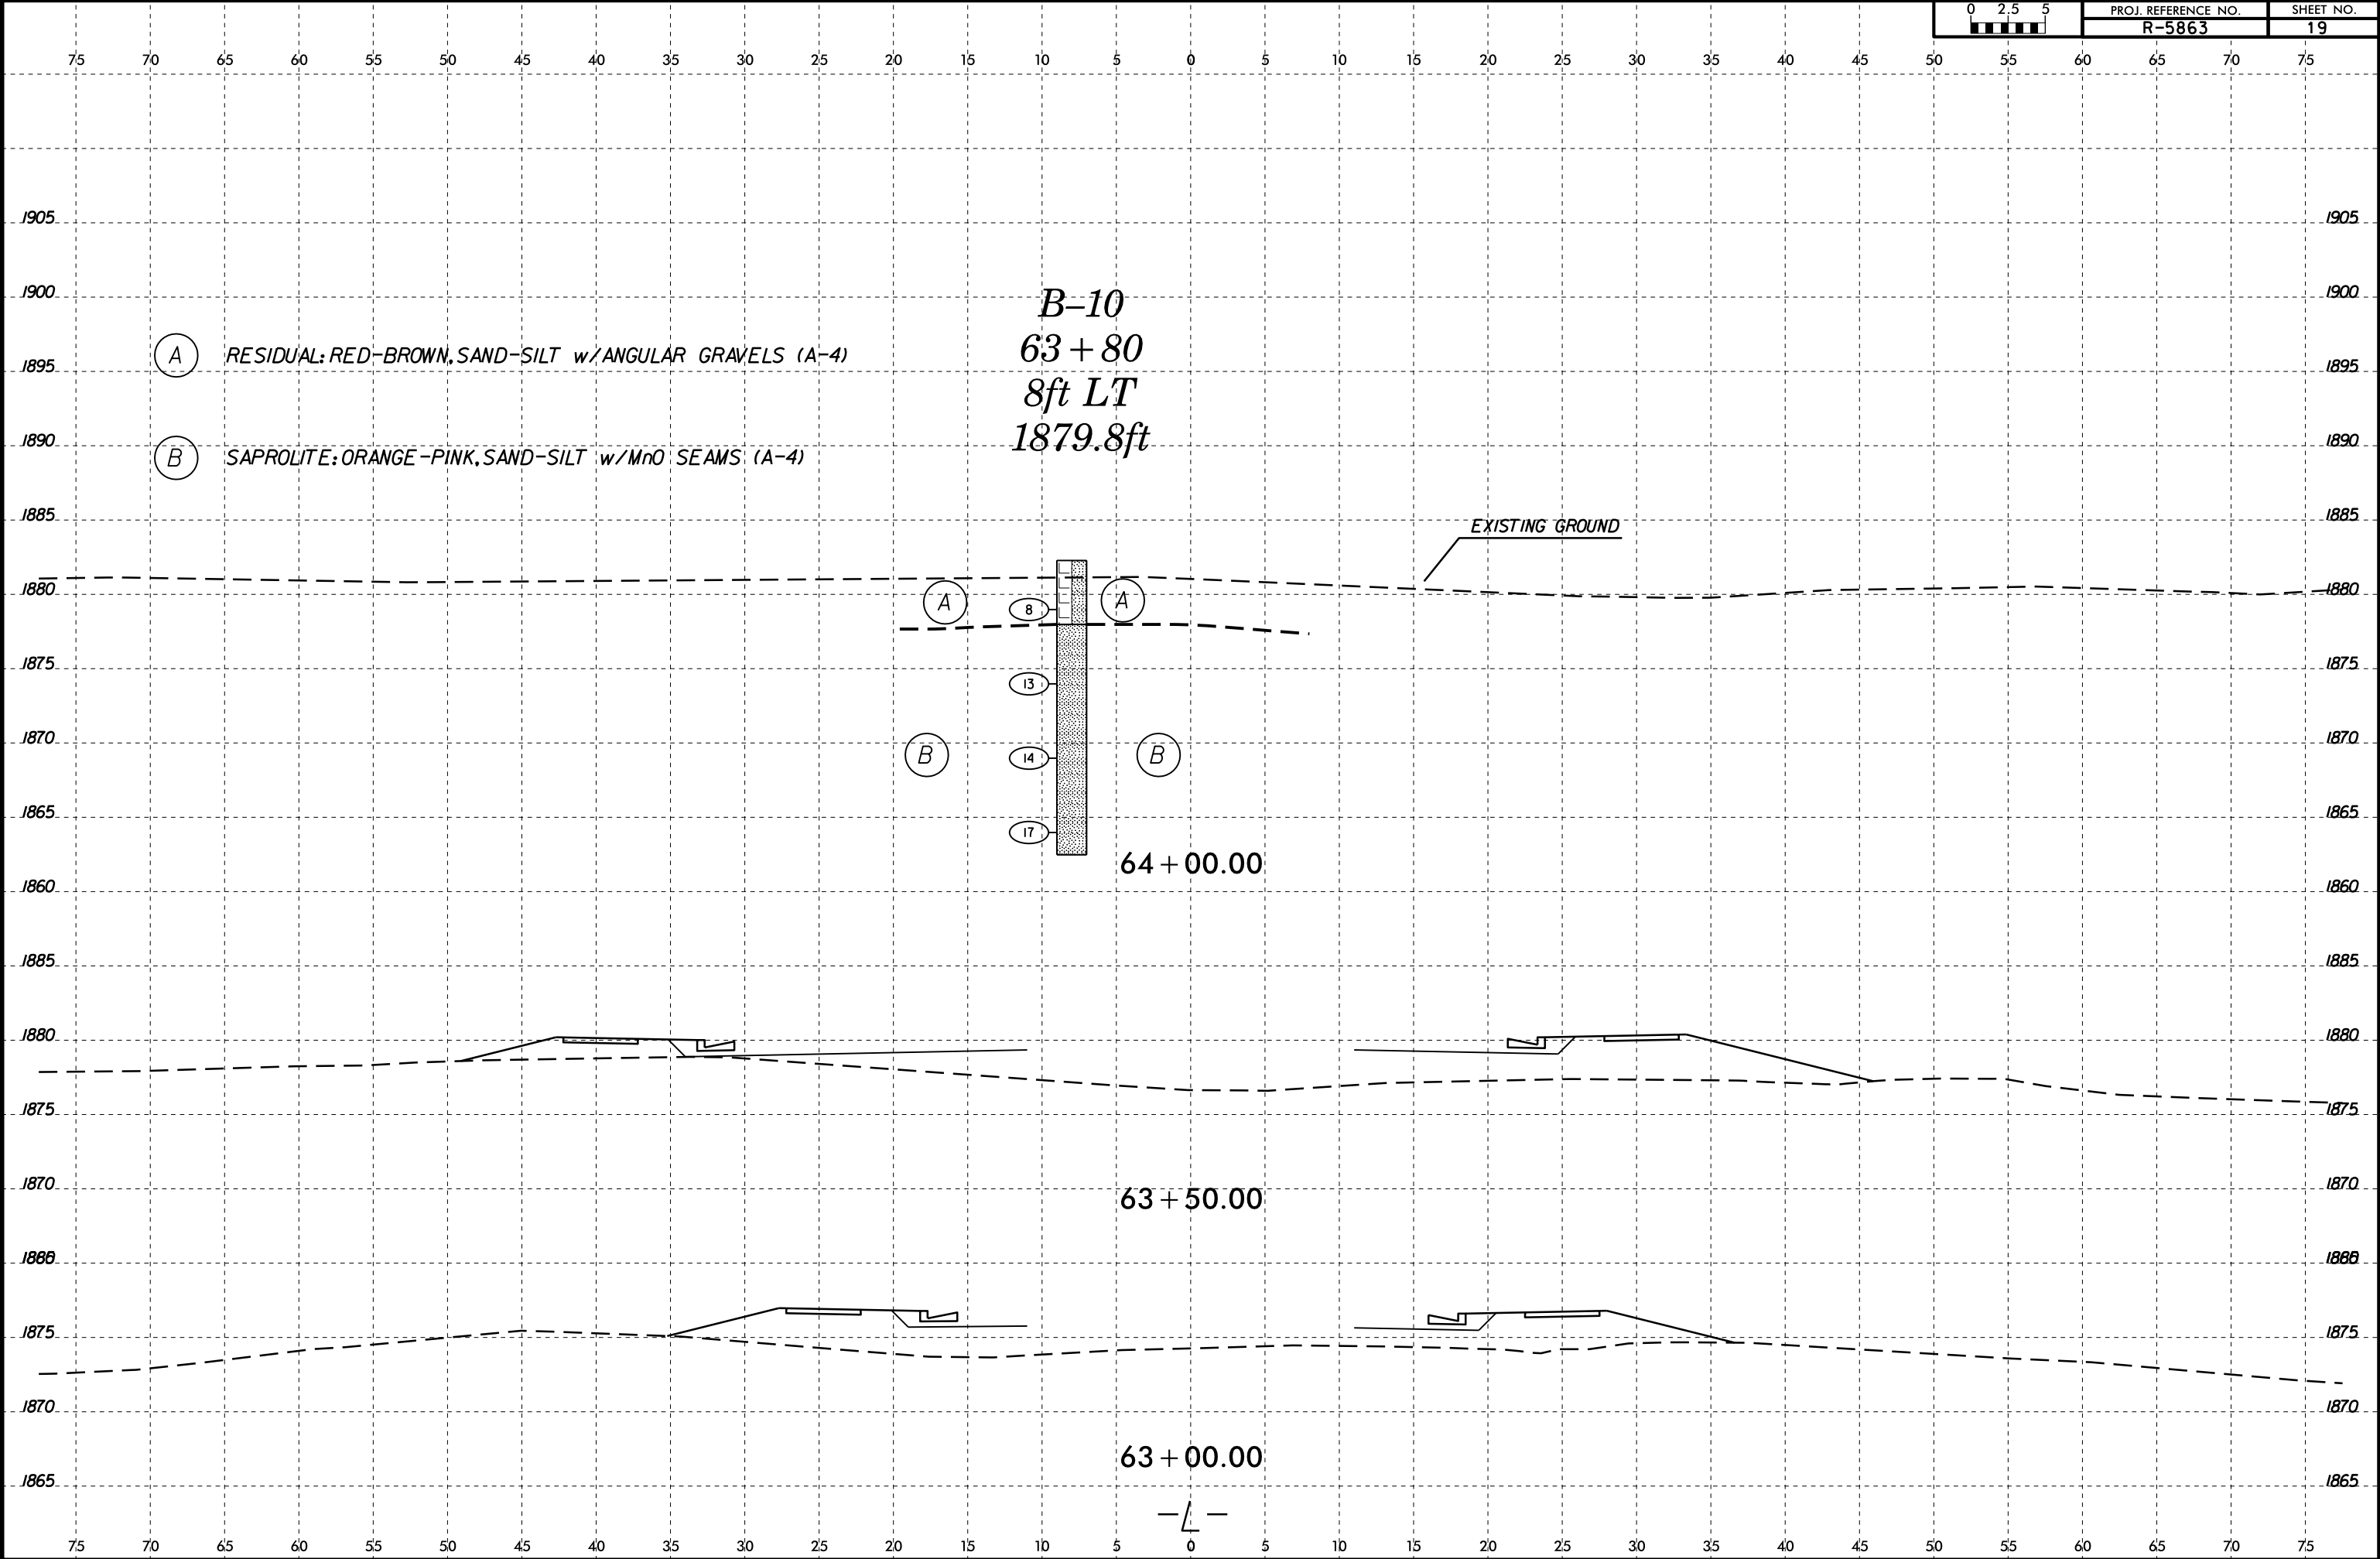 0 2.5 5
PROJ. REFERENCE NO.
SHEET NO.
R-5863
19
75 70 65 60 55 50 45 40 35 30 25 20 15 10 5 0 5 10 15 20 25 30 35 40 45 50 55 60 65 70 75
1905 1905
1900 1900
B-10
63+80
8ft LT
1879.8ft
A RESIDUAL: RED-BROWN, SAND-SILT w/ANGULAR GRAVELS (A-4)
1895 1895
1890 1890
B SAPROLITE: ORANGE-PINK, SAND-SILT w/MnO SEAMS (A-4)
1885 1885
EXISTING GROUND
1880 1880
A 8 A
1875 1875
13
1870 1870
B 14 B
1865 1865
17
64+00.00
1860 1860
1885 1885
1880 1880
1875 1875
1870 1870
63+50.00
1875 1875
1870 1870
63+00.00
1865 1865
-L-
75 70 65 60 55 50 45 40 35 30 25 20 15 10 5 0 5 10 15 20 25 30 35 40 45 50 55 60 65 70 75